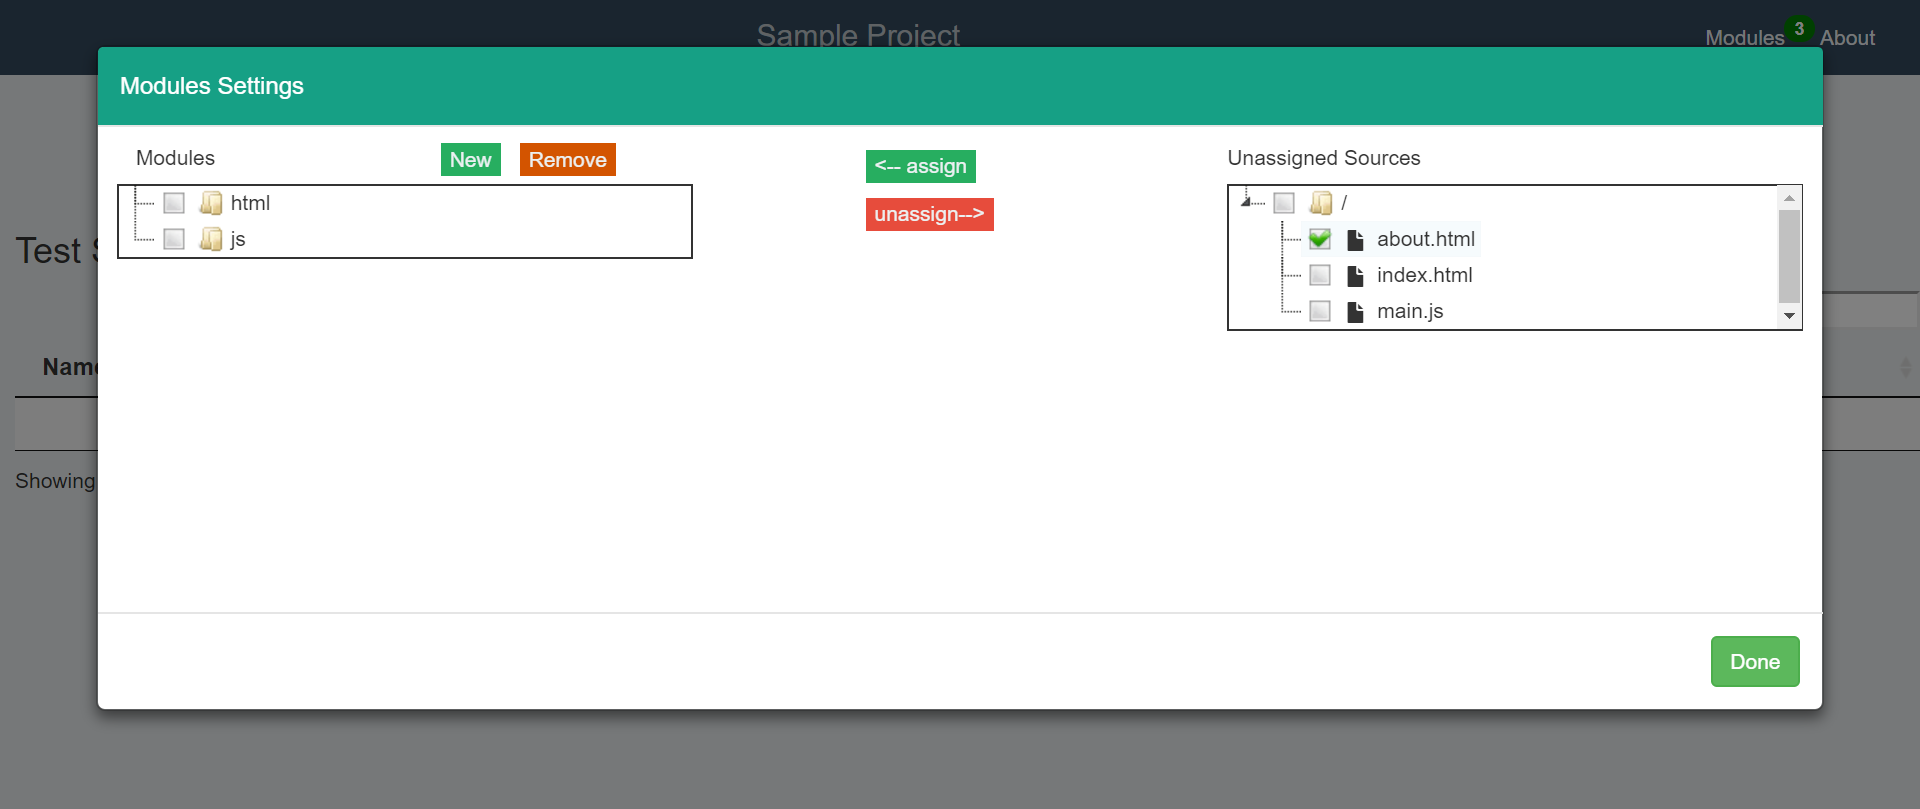 Sample Project
Modules 3 About
Modules Settings
Modules
New
Remove
<-- assign
unassign-->
Unassigned Sources
html
js
/
about.html
index.html
main.js
Test
Name
Showing
Done